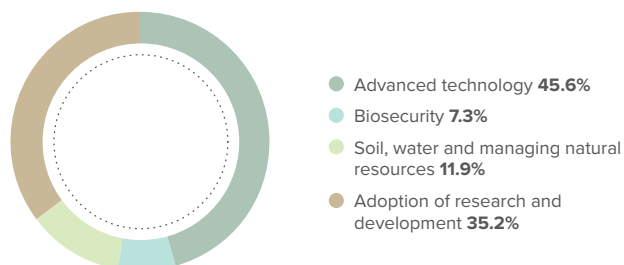 Advanced technology 45.6%
Biosecurity 7.3%
Soil, water and managing natural
resources 11.9%
Adoption of research and
development 35.2%